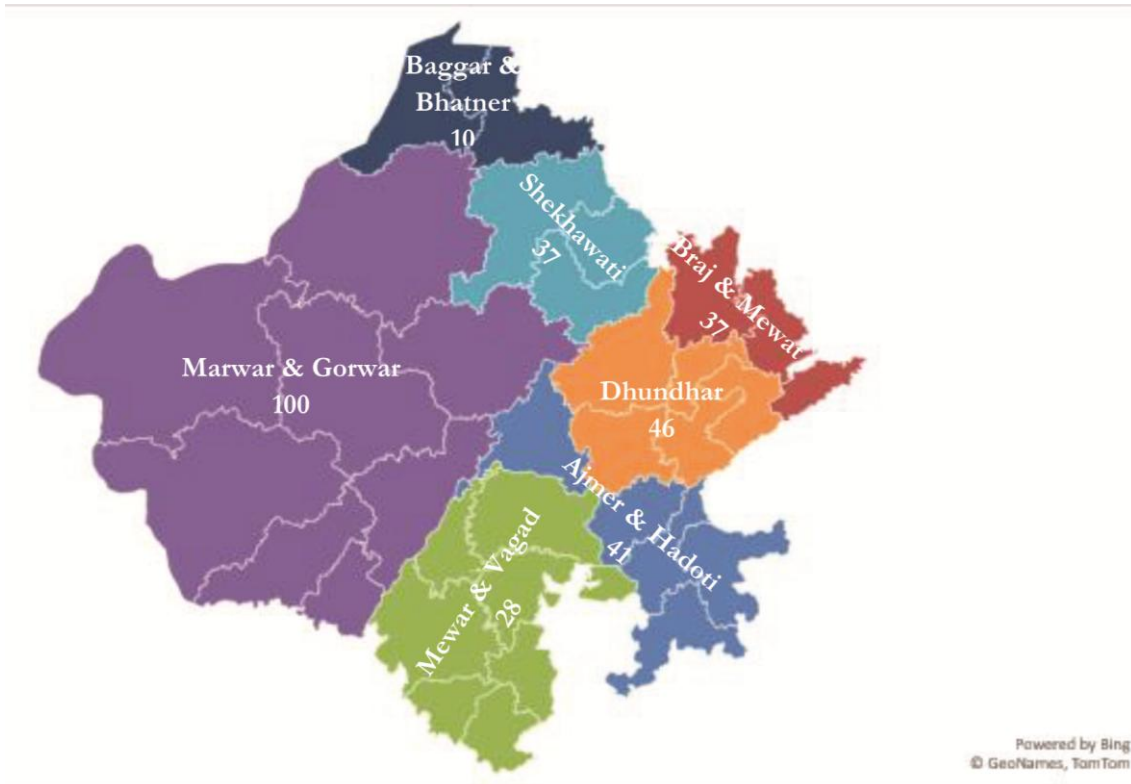 Baggar &
Bhatner
10
Shekhawati
37
Braj & Mewat
37
Marwar & Gorwar
100
Dhundhar
46
Ajmer & Hadoti
41
Mewar & Vagad
28
Powered by Bing
© GeoNames, TomTom